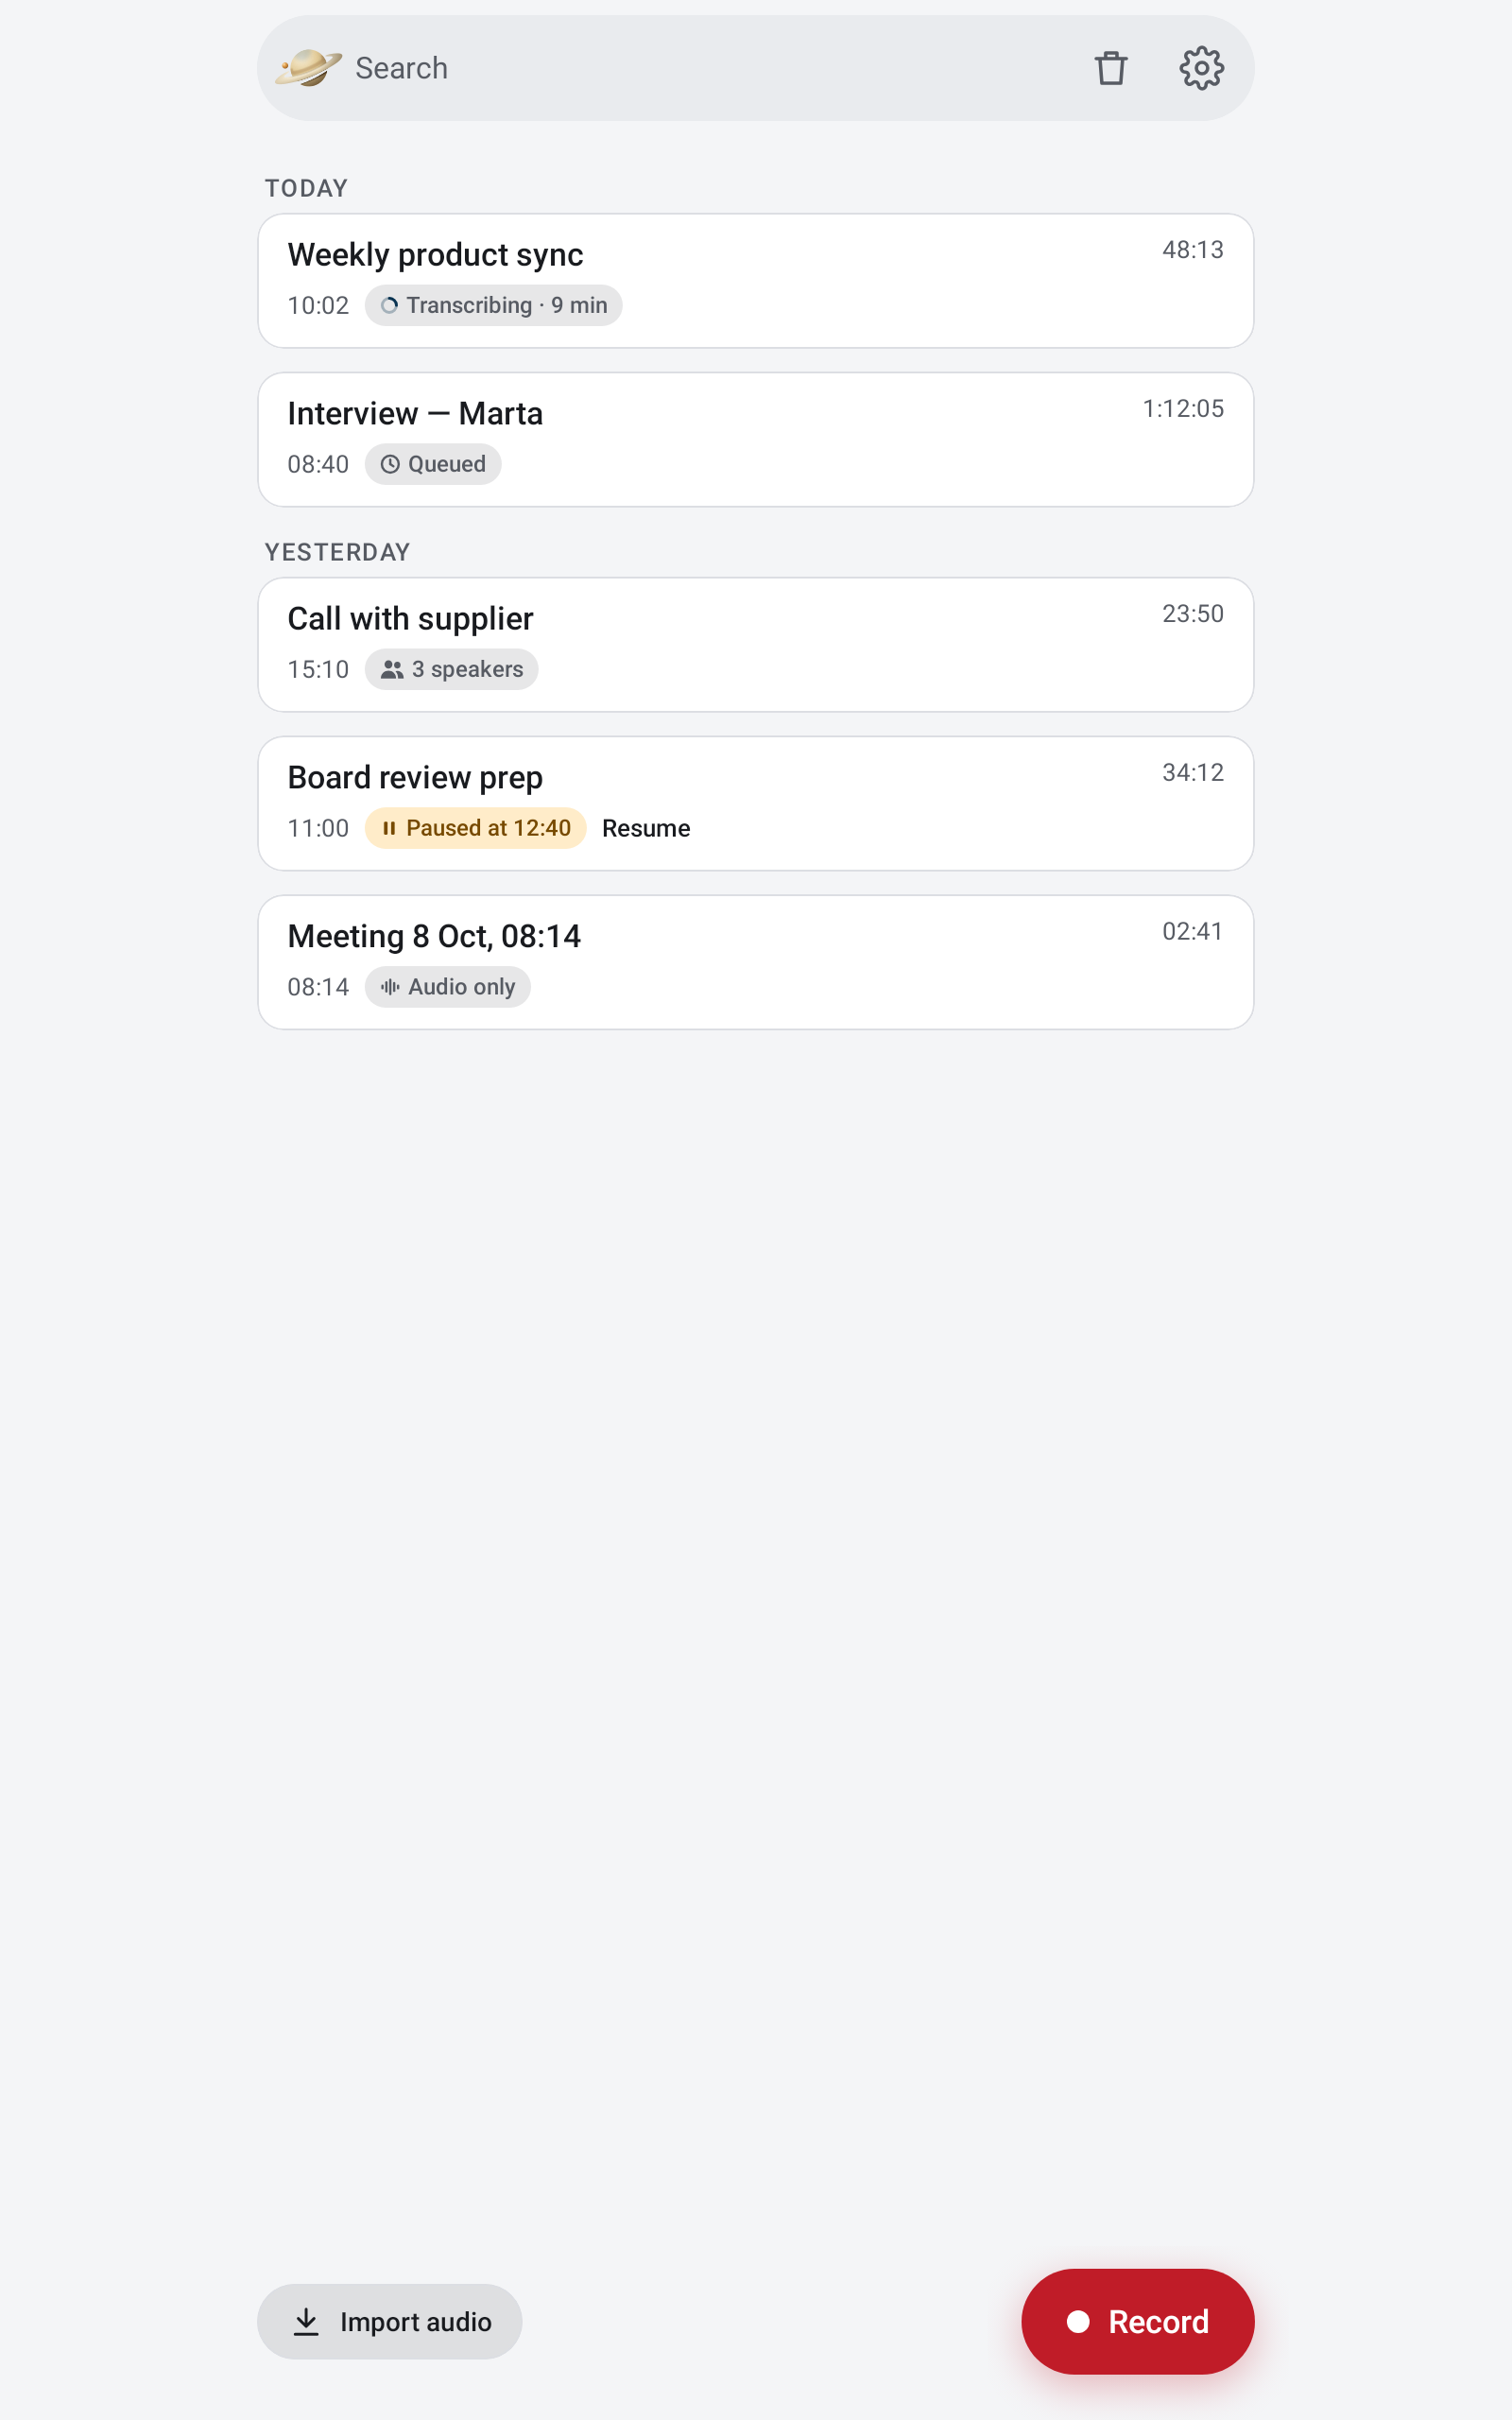 Search
TODAY
Weekly product sync
48:13
10:02 Transcribing · 9 min
Interview — Marta
1:12:05
08:40 Queued
YESTERDAY
Call with supplier
23:50
15:10 3 speakers
Board review prep
34:12
11:00 Paused at 12:40 Resume
Meeting 8 Oct, 08:14
02:41
08:14 Audio only
Import audio
Record